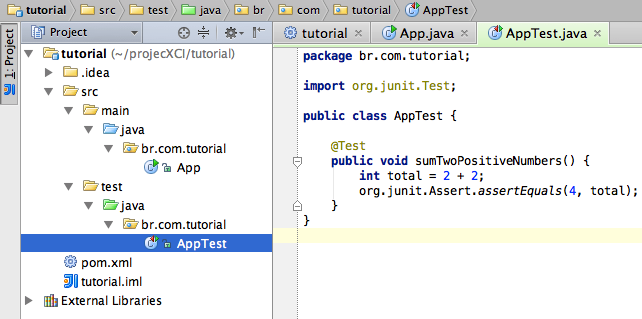 tutorial src test java br com tutorial AppTest
1: Project
Project
tutorial App.java AppTest.java
tutorial (~/projecXCI/tutorial)
.idea
src
main
java
br.com.tutorial
App
test
java
br.com.tutorial
AppTest
pom.xml
tutorial.iml
External Libraries
package br.com.tutorial;
import org.junit.Test;
public class AppTest {
@Test
public void sumTwoPositiveNumbers() {
int total = 2 + 2;
org.junit.Assert.assertEquals(4, total);
}
}